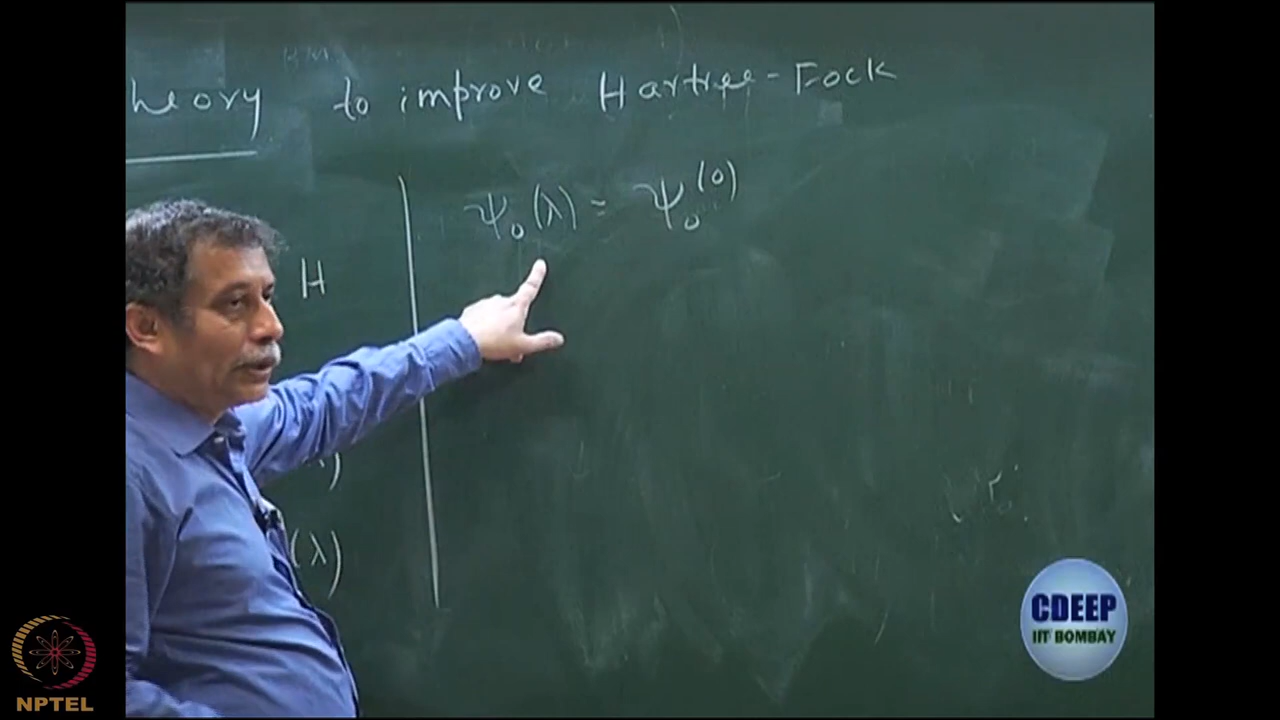 heory to improve Hartree-Fock
ψ₀(λ) = ψ₀⁽⁰⁾
H
)
(λ)
CDEEP
IIT BOMBAY
NPTEL